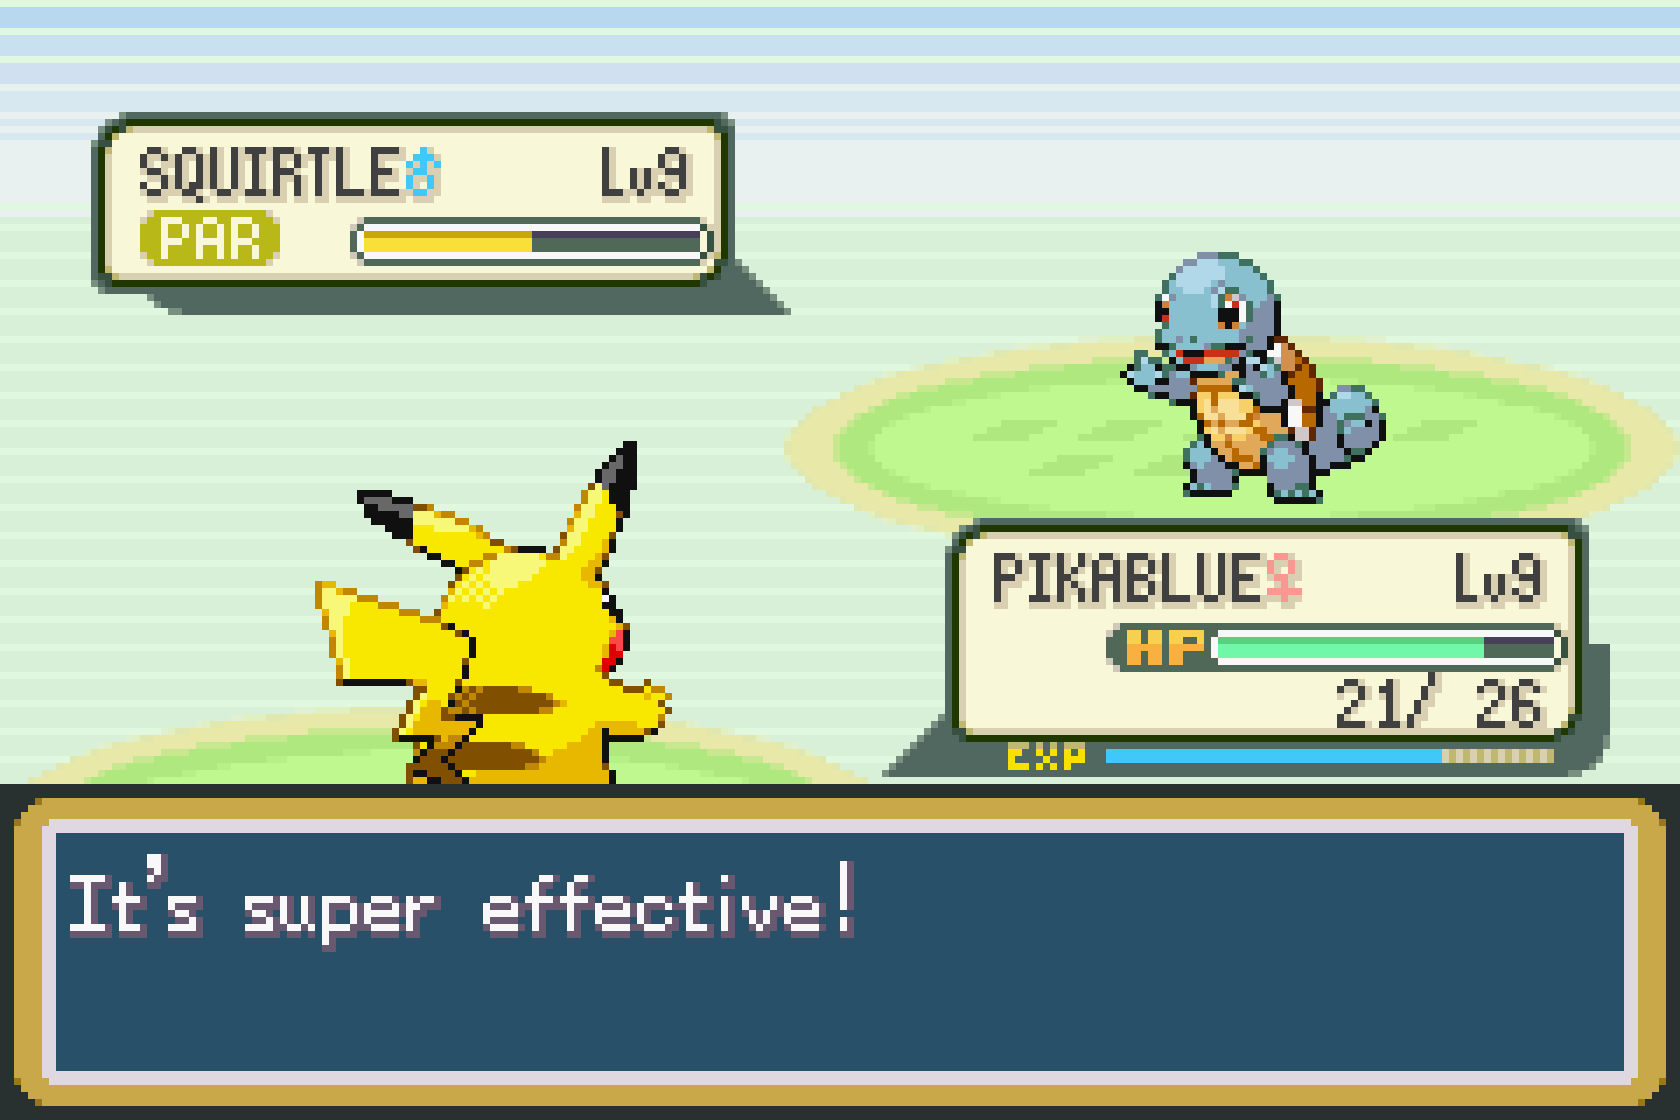 SQUIRTLE♂ Lv9
PAR
PIKABLUE♀ Lv9
HP
21/ 26
EXP
It's super effective!